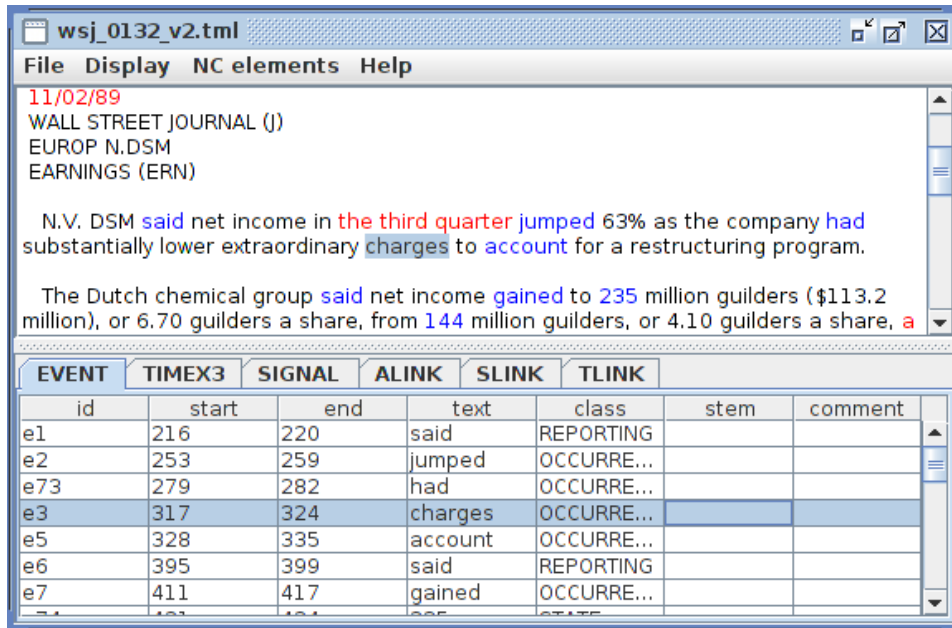 wsj_0132_v2.tml
File Display NC elements Help
11/02/89
WALL STREET JOURNAL (J)
EUROP N.DSM
EARNINGS (ERN)
N.V. DSM said net income in the third quarter jumped 63% as the company had
substantially lower extraordinary charges to account for a restructuring program.
The Dutch chemical group said net income gained to 235 million guilders ($113.2
million), or 6.70 guilders a share, from 144 million guilders, or 4.10 guilders a share, a
EVENT TIMEX3 SIGNAL ALINK SLINK TLINK
id start end text class stem comment
e1 216 220 said REPORTING
e2 253 259 jumped OCCURRE...
e73 279 282 had OCCURRE...
e3 317 324 charges OCCURRE...
e5 328 335 account OCCURRE...
e6 395 399 said REPORTING
e7 411 417 gained OCCURRE...